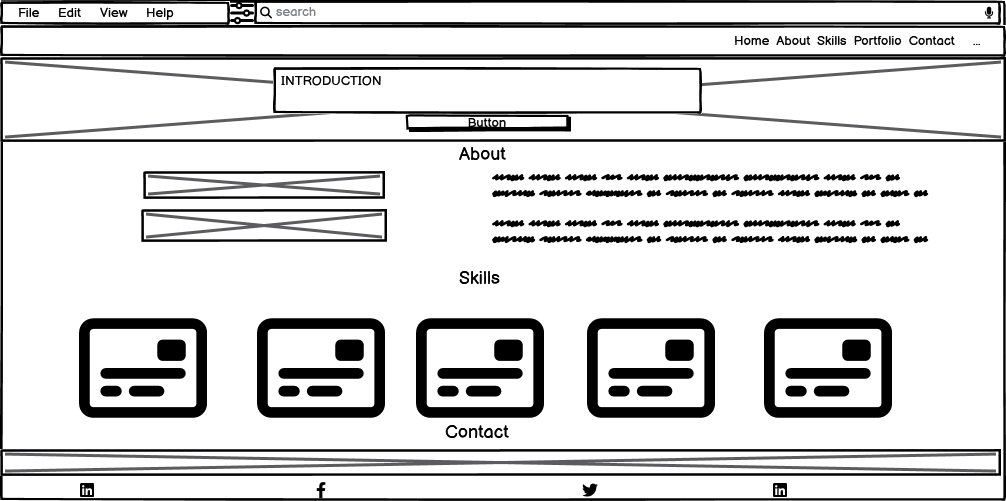 File Edit View Help search
Home About Skills Portfolio Contact ...
INTRODUCTION
Button
About
Skills
Contact